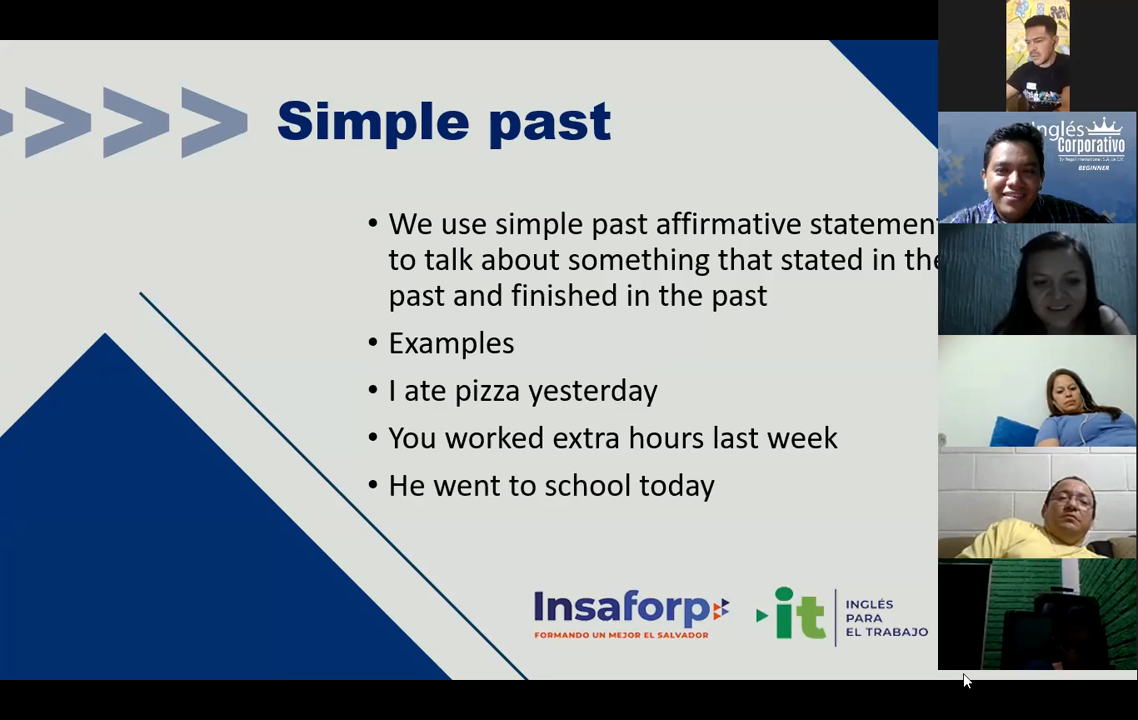 Simple past
• We use simple past affirmative statement
to talk about something that stated in the
past and finished in the past
• Examples
• I ate pizza yesterday
• You worked extra hours last week
• He went to school today
Insaforp
FORMANDO UN MEJOR EL SALVADOR
it
INGLÉS
PARA
EL TRABAJO
Inglés
Corporativo
BEGINNER